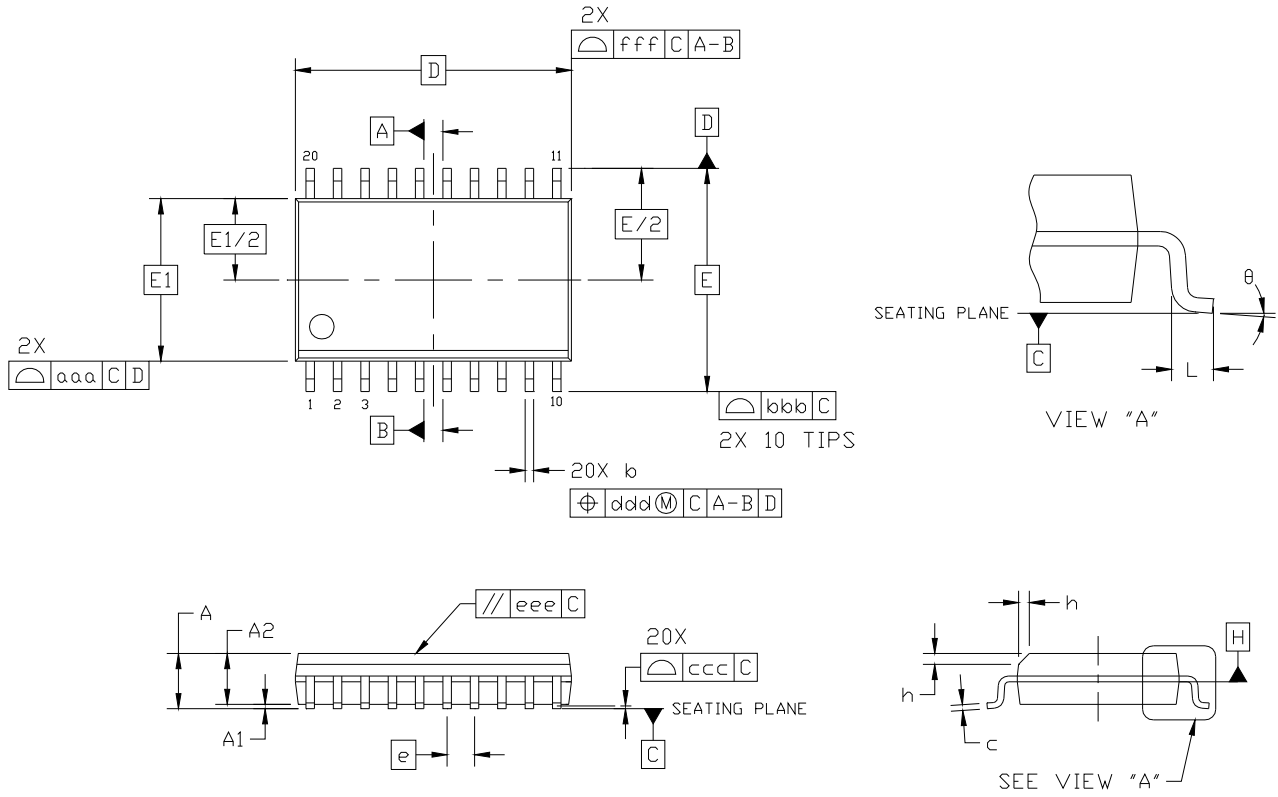 2X
fff C A-B
D
A
D
20 11
E1/2
E/2
E1
E
θ
SEATING PLANE
C
L
VIEW "A"
2X
aaa C D
1 2 3 10
B
bbb C
2X 10 TIPS
20X b
ddd Ⓜ C A-B D
A
A2
// eee C
20X
ccc C
SEATING PLANE
C
A1
e
h
H
h
c
SEE VIEW "A"